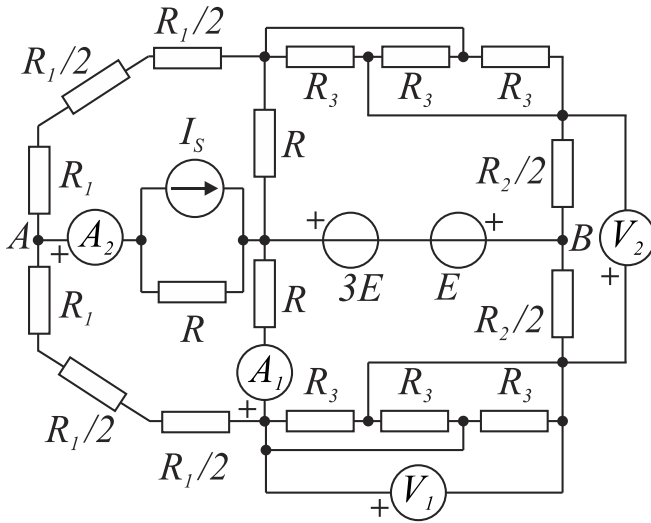 R₁/2
R₁/2
R₃ R₃ R₃
I_S
R
R₁
R₂/2
A + A₂
+ + B V₂
3E E
+
R₁
R
R
R₂/2
A₁
R₃ R₃ R₃
+
R₁/2
R₁/2
+ V₁